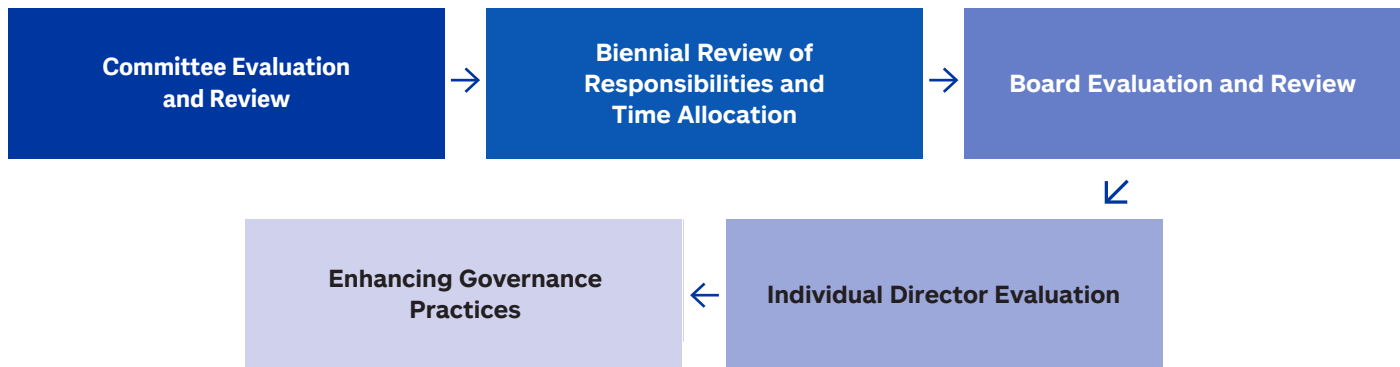 Committee Evaluation
and Review
Biennial Review of
Responsibilities and
Time Allocation
Board Evaluation and Review
Individual Director Evaluation
Enhancing Governance
Practices